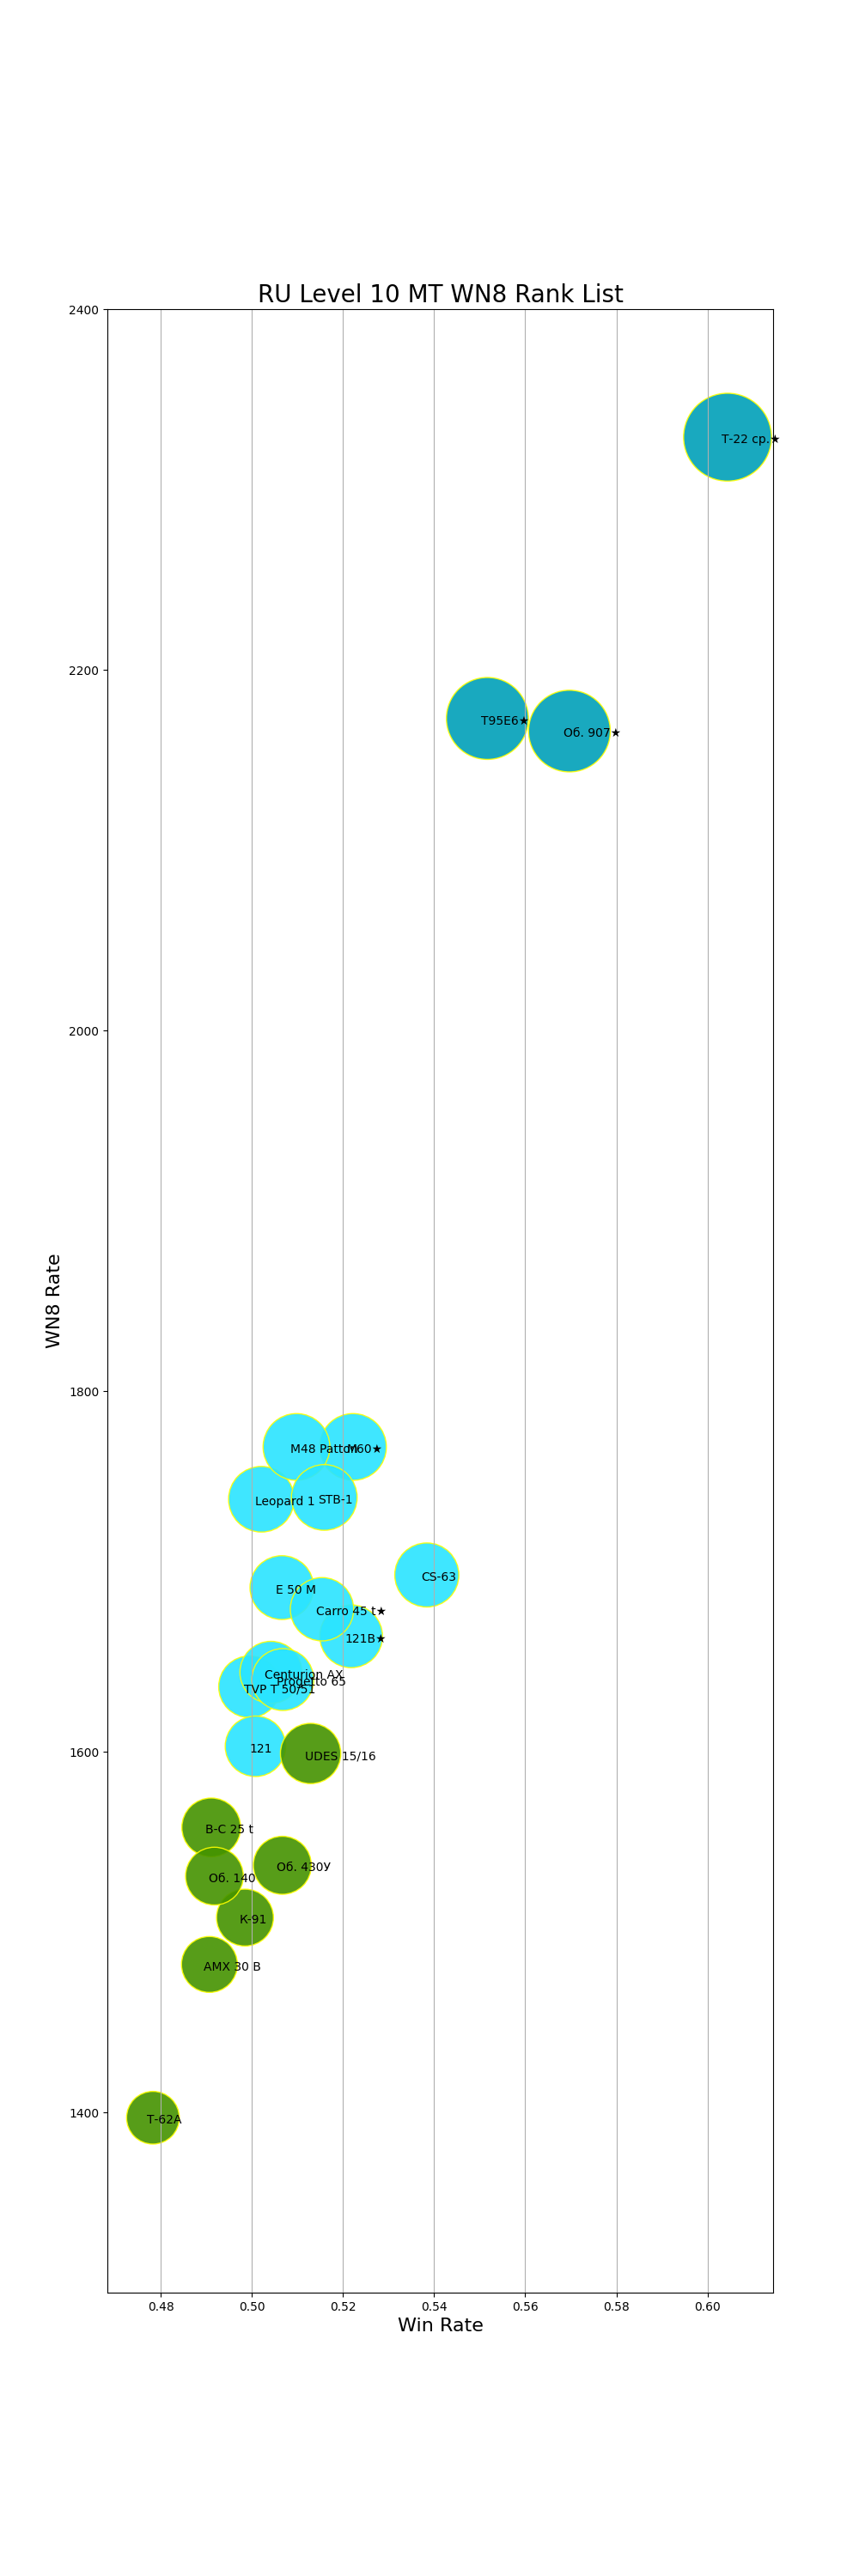 RU Level 10 MT WN8 Rank List
2400
Т-22 ср.★
2200
T95E6★
Об. 907★
2000
WN8 Rate
1800
M48 Patton
M60★
Leopard 1
STB-1
CS-63
E 50 M
Carro 45 t★
121B★
Centurion AX
Progetto 65
TVP T 50/51
121
1600
UDES 15/16
B-C 25 t
Об. 430У
Об. 140
К-91
AMX 30 B
1400
Т-62А
0.48 0.50 0.52 0.54 0.56 0.58 0.60
Win Rate